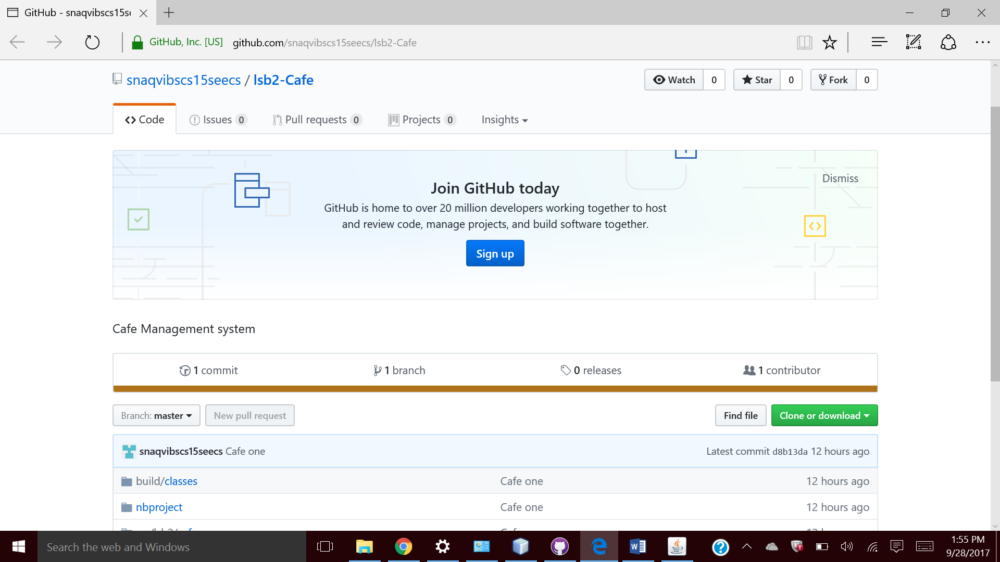 GitHub - snaqvibscs15se
GitHub, Inc. [US] github.com/snaqvibscs15seecs/lsb2-Cafe
snaqvibscs15seecs / lsb2-Cafe
Watch 0 Star 0 Fork 0
Code Issues 0 Pull requests 0 Projects 0 Insights
Dismiss
Join GitHub today
GitHub is home to over 20 million developers working together to host
and review code, manage projects, and build software together.
Sign up
Cafe Management system
1 commit 1 branch 0 releases 1 contributor
Branch: master New pull request Find file Clone or download
snaqvibscs15seecs Cafe one Latest commit d8b13da 12 hours ago
build/classes Cafe one 12 hours ago
nbproject Cafe one 12 hours ago
Search the web and Windows
1:55 PM
9/28/2017